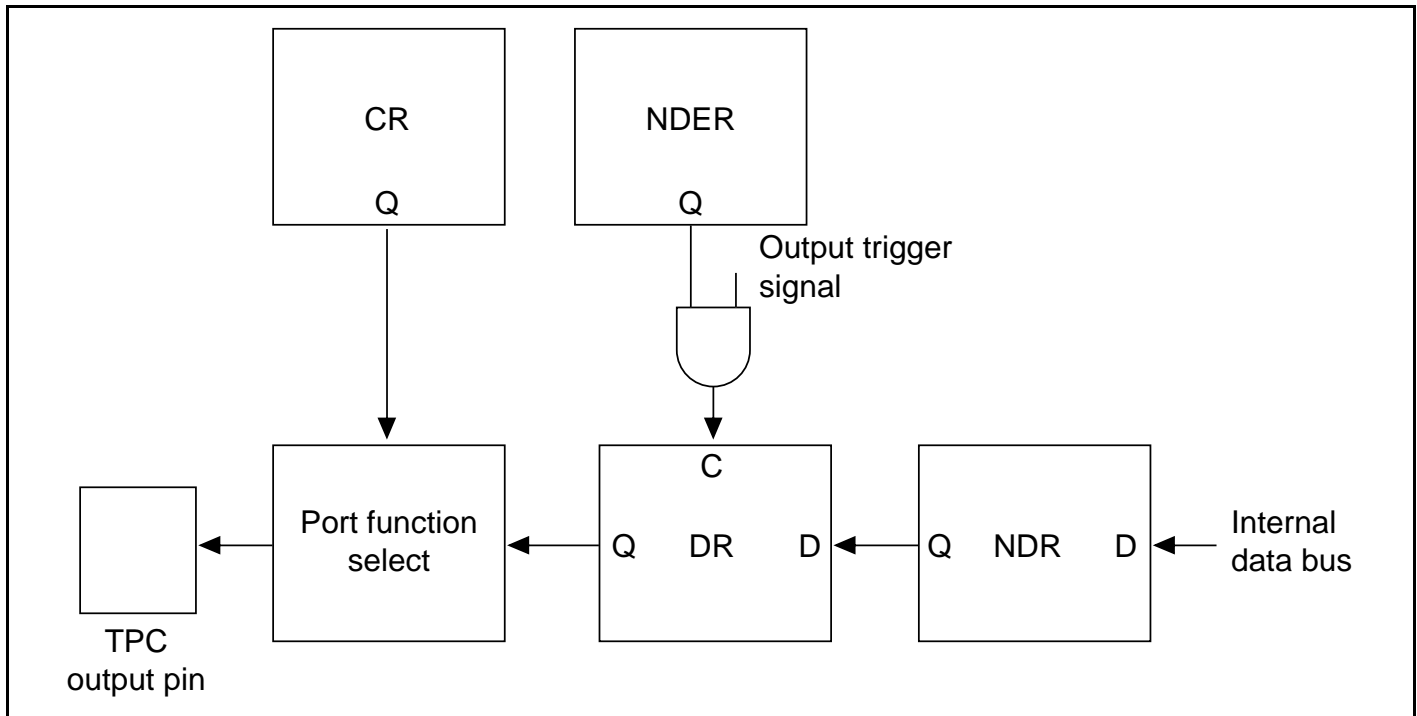 CR
Q
NDER
Q
Output trigger
signal
C
Q DR D
Q NDR D
Port function
select
Internal
data bus
TPC
output pin